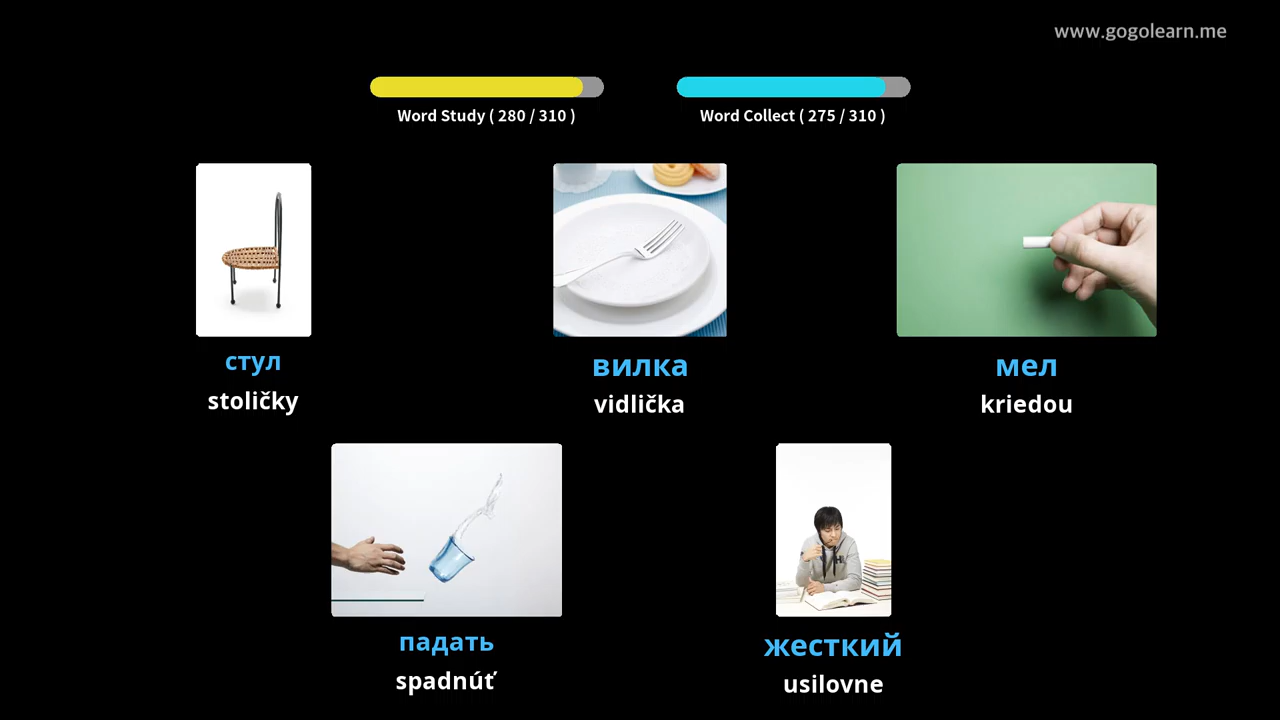 www.gogolearn.me
Word Study ( 280 / 310 )
Word Collect ( 275 / 310 )
стул
stoličky
вилка
vidlička
мел
kriedou
падать
spadnúť
жесткий
usilovne